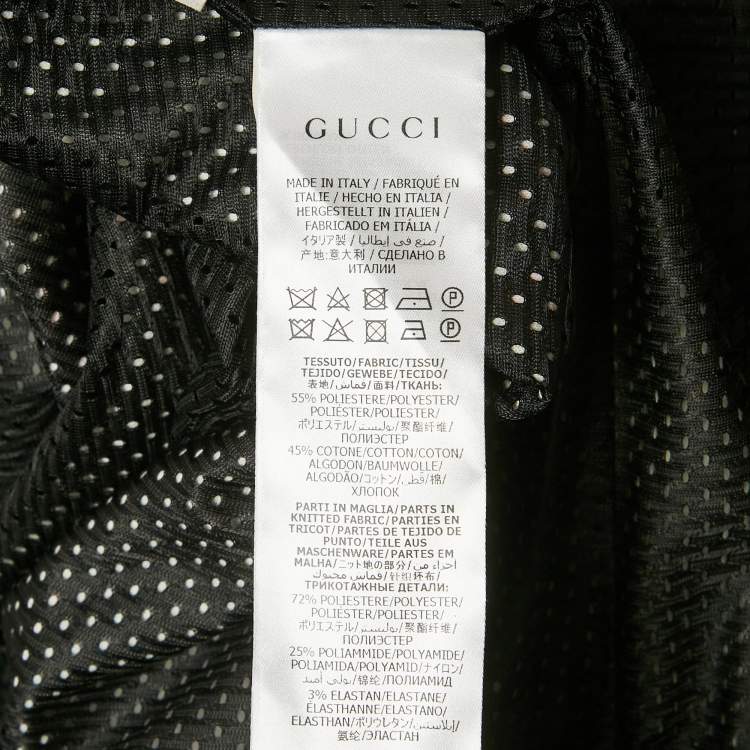 GUCCI
MADE IN ITALY / FABRIQUÉ EN
ITALIE / HECHO EN ITALIA /
HERGESTELLT IN ITALIEN /
FABRICADO EM ITÁLIA /
イタリア製 / صنع في إيطاليا /
产地:意大利 / СДЕЛАНО В
ИТАЛИИ
P
P
TESSUTO/FABRIC/TISSU/
TEJIDO/GEWEBE/TECIDO/
表地/قماش/面料/ТКАНЬ:
55% POLIESTERE/POLYESTER/
POLIÉSTER/POLYESTER/
ポリエステル/بوليستر/聚酯纤维/
ПОЛИЭСТЕР
45% COTONE/COTTON/COTON/
ALGODON/BAUMWOLLE/
ALGODÃO/コットン/قطن/棉/
ХЛОПОК
PARTI IN MAGLIA/PARTS IN
KNITTED FABRIC/PARTIES EN
TRICOT/PARTES DE TEJIDO DE
PUNTO/TEILE AUS
MASCHENWARE/PARTES EM
MALHA/ニット地の部分/أجزاء من
قماش محبوك/针织坯布/
ТРИКОТАЖНЫЕ ДЕТАЛИ:
72% POLIESTERE/POLYESTER/
POLIÉSTER/POLYESTER/
ポリエステル/بوليستر/聚酯纤维/
ПОЛИЭСТЕР
25% POLIAMMIDE/POLYAMIDE/
POLIAMIDA/POLYAMID/ナイロン/
بولي أميد/锦纶/ПОЛИАМИД
3% ELASTAN/ELASTANE/
ÉLASTHANNE/ELASTANO/
ELASTHAN/ポリウレタン/إيلاستين/
氨纶/ЭЛАСТАН